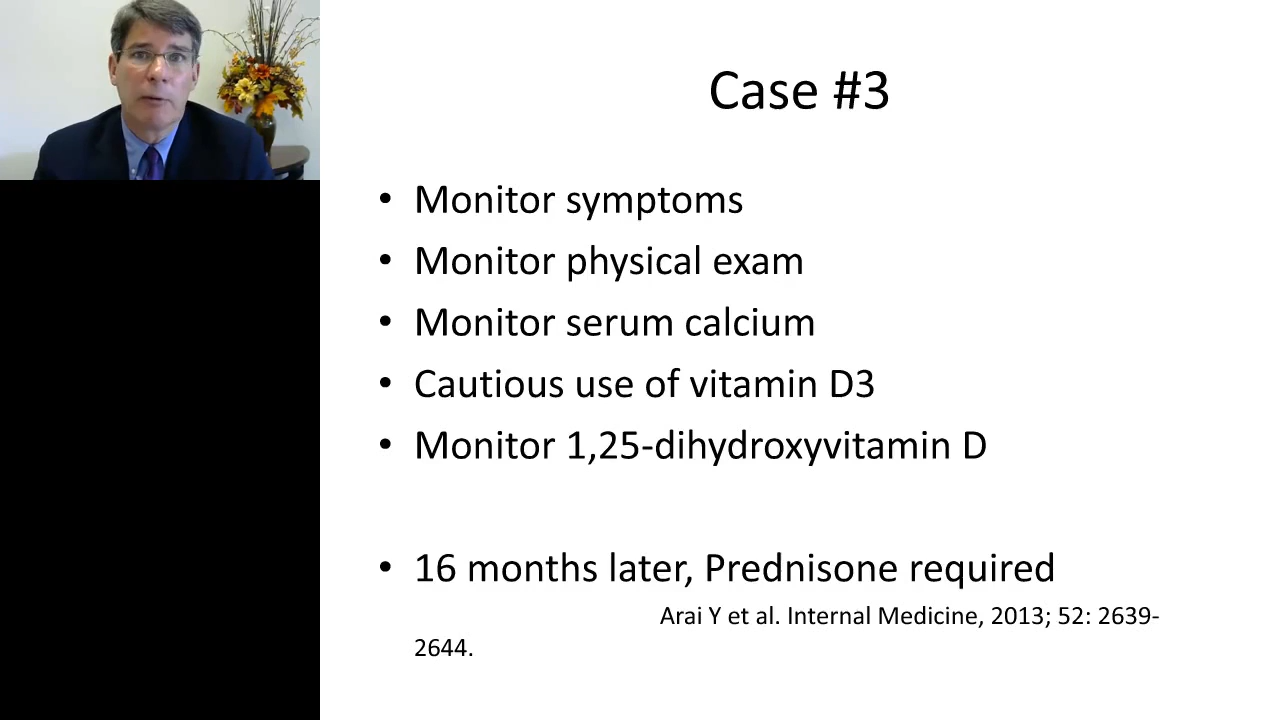 Case #3
• Monitor symptoms
• Monitor physical exam
• Monitor serum calcium
• Cautious use of vitamin D3
• Monitor 1,25-dihydroxyvitamin D
• 16 months later, Prednisone required
Arai Y et al. Internal Medicine, 2013; 52: 2639-
2644.